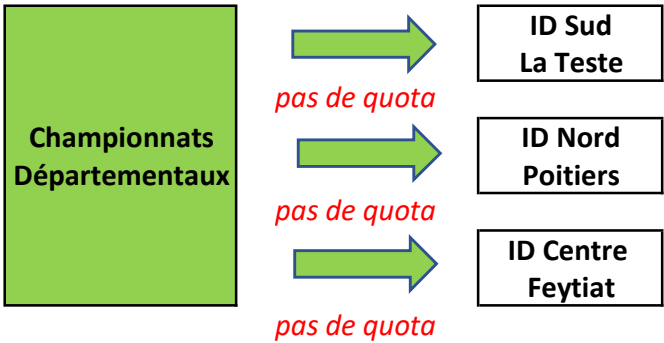 Championnats
Départementaux
ID Sud
La Teste
pas de quota
ID Nord
Poitiers
pas de quota
ID Centre
Feytiat
pas de quota